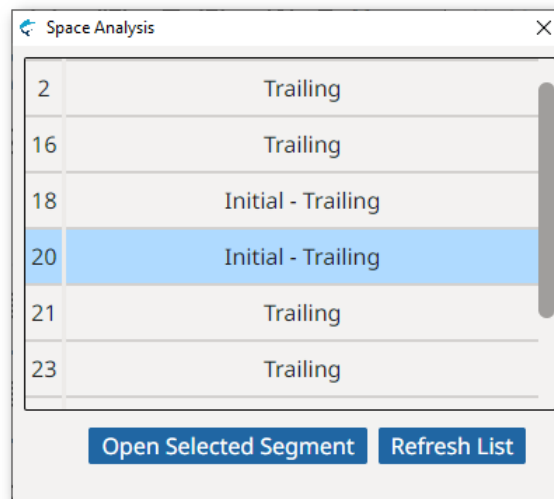 Space Analysis
2 Trailing
16 Trailing
18 Initial - Trailing
20 Initial - Trailing
21 Trailing
23 Trailing
Open Selected Segment Refresh List